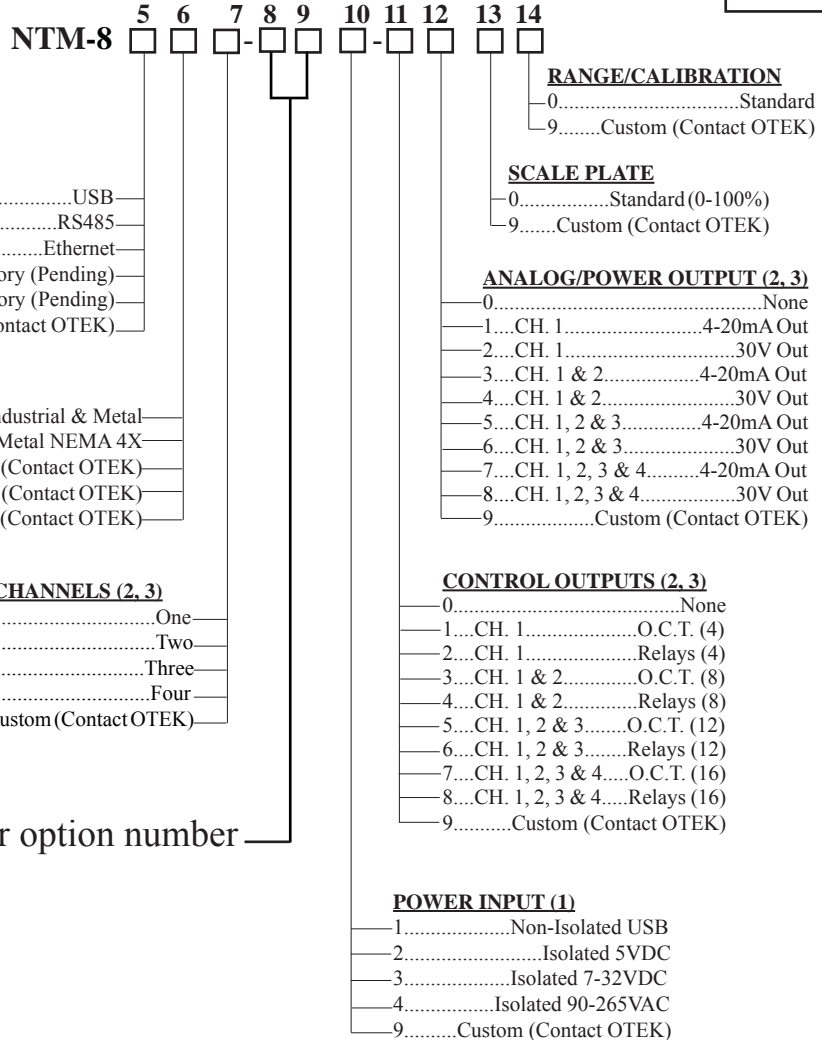 5 6 7 8 9 10 11 12 13 14
NTM-8 - -
RANGE/CALIBRATION
0................................Standard
9........Custom (Contact OTEK)
SCALE PLATE
0................Standard (0-100%)
9.......Custom (Contact OTEK)
ANALOG/POWER OUTPUT (2, 3)
0................................................None
1....CH. 1.........................4-20mA Out
2....CH. 1..............................30V Out
3....CH. 1 & 2.................4-20mA Out
4....CH. 1 & 2......................30V Out
5....CH. 1, 2 & 3.............4-20mA Out
6....CH. 1, 2 & 3...................30V Out
7....CH. 1, 2, 3 & 4.........4-20mA Out
8....CH. 1, 2, 3 & 4...............30V Out
9..................Custom (Contact OTEK)
.............USB
...........RS485
.........Ethernet
ory (Pending)
ory (Pending)
ontact OTEK)
ndustrial & Metal
Metal NEMA 4X
(Contact OTEK)
(Contact OTEK)
(Contact OTEK)
CHANNELS (2, 3)
............................One
............................Two
..........................Three
...........................Four
ustom (Contact OTEK)
CONTROL OUTPUTS (2, 3)
0........................................None
1....CH. 1....................O.C.T. (4)
2....CH. 1....................Relays (4)
3....CH. 1 & 2.............O.C.T. (8)
4....CH. 1 & 2.............Relays (8)
5....CH. 1, 2 & 3.......O.C.T. (12)
6....CH. 1, 2 & 3.......Relays (12)
7....CH. 1, 2, 3 & 4.....O.C.T. (16)
8....CH. 1, 2, 3 & 4.....Relays (16)
9...........Custom (Contact OTEK)
r option number
POWER INPUT (1)
1...................Non-Isolated USB
2.........................Isolated 5VDC
3...................Isolated 7-32VDC
4.................Isolated 90-265VAC
9..........Custom (Contact OTEK)